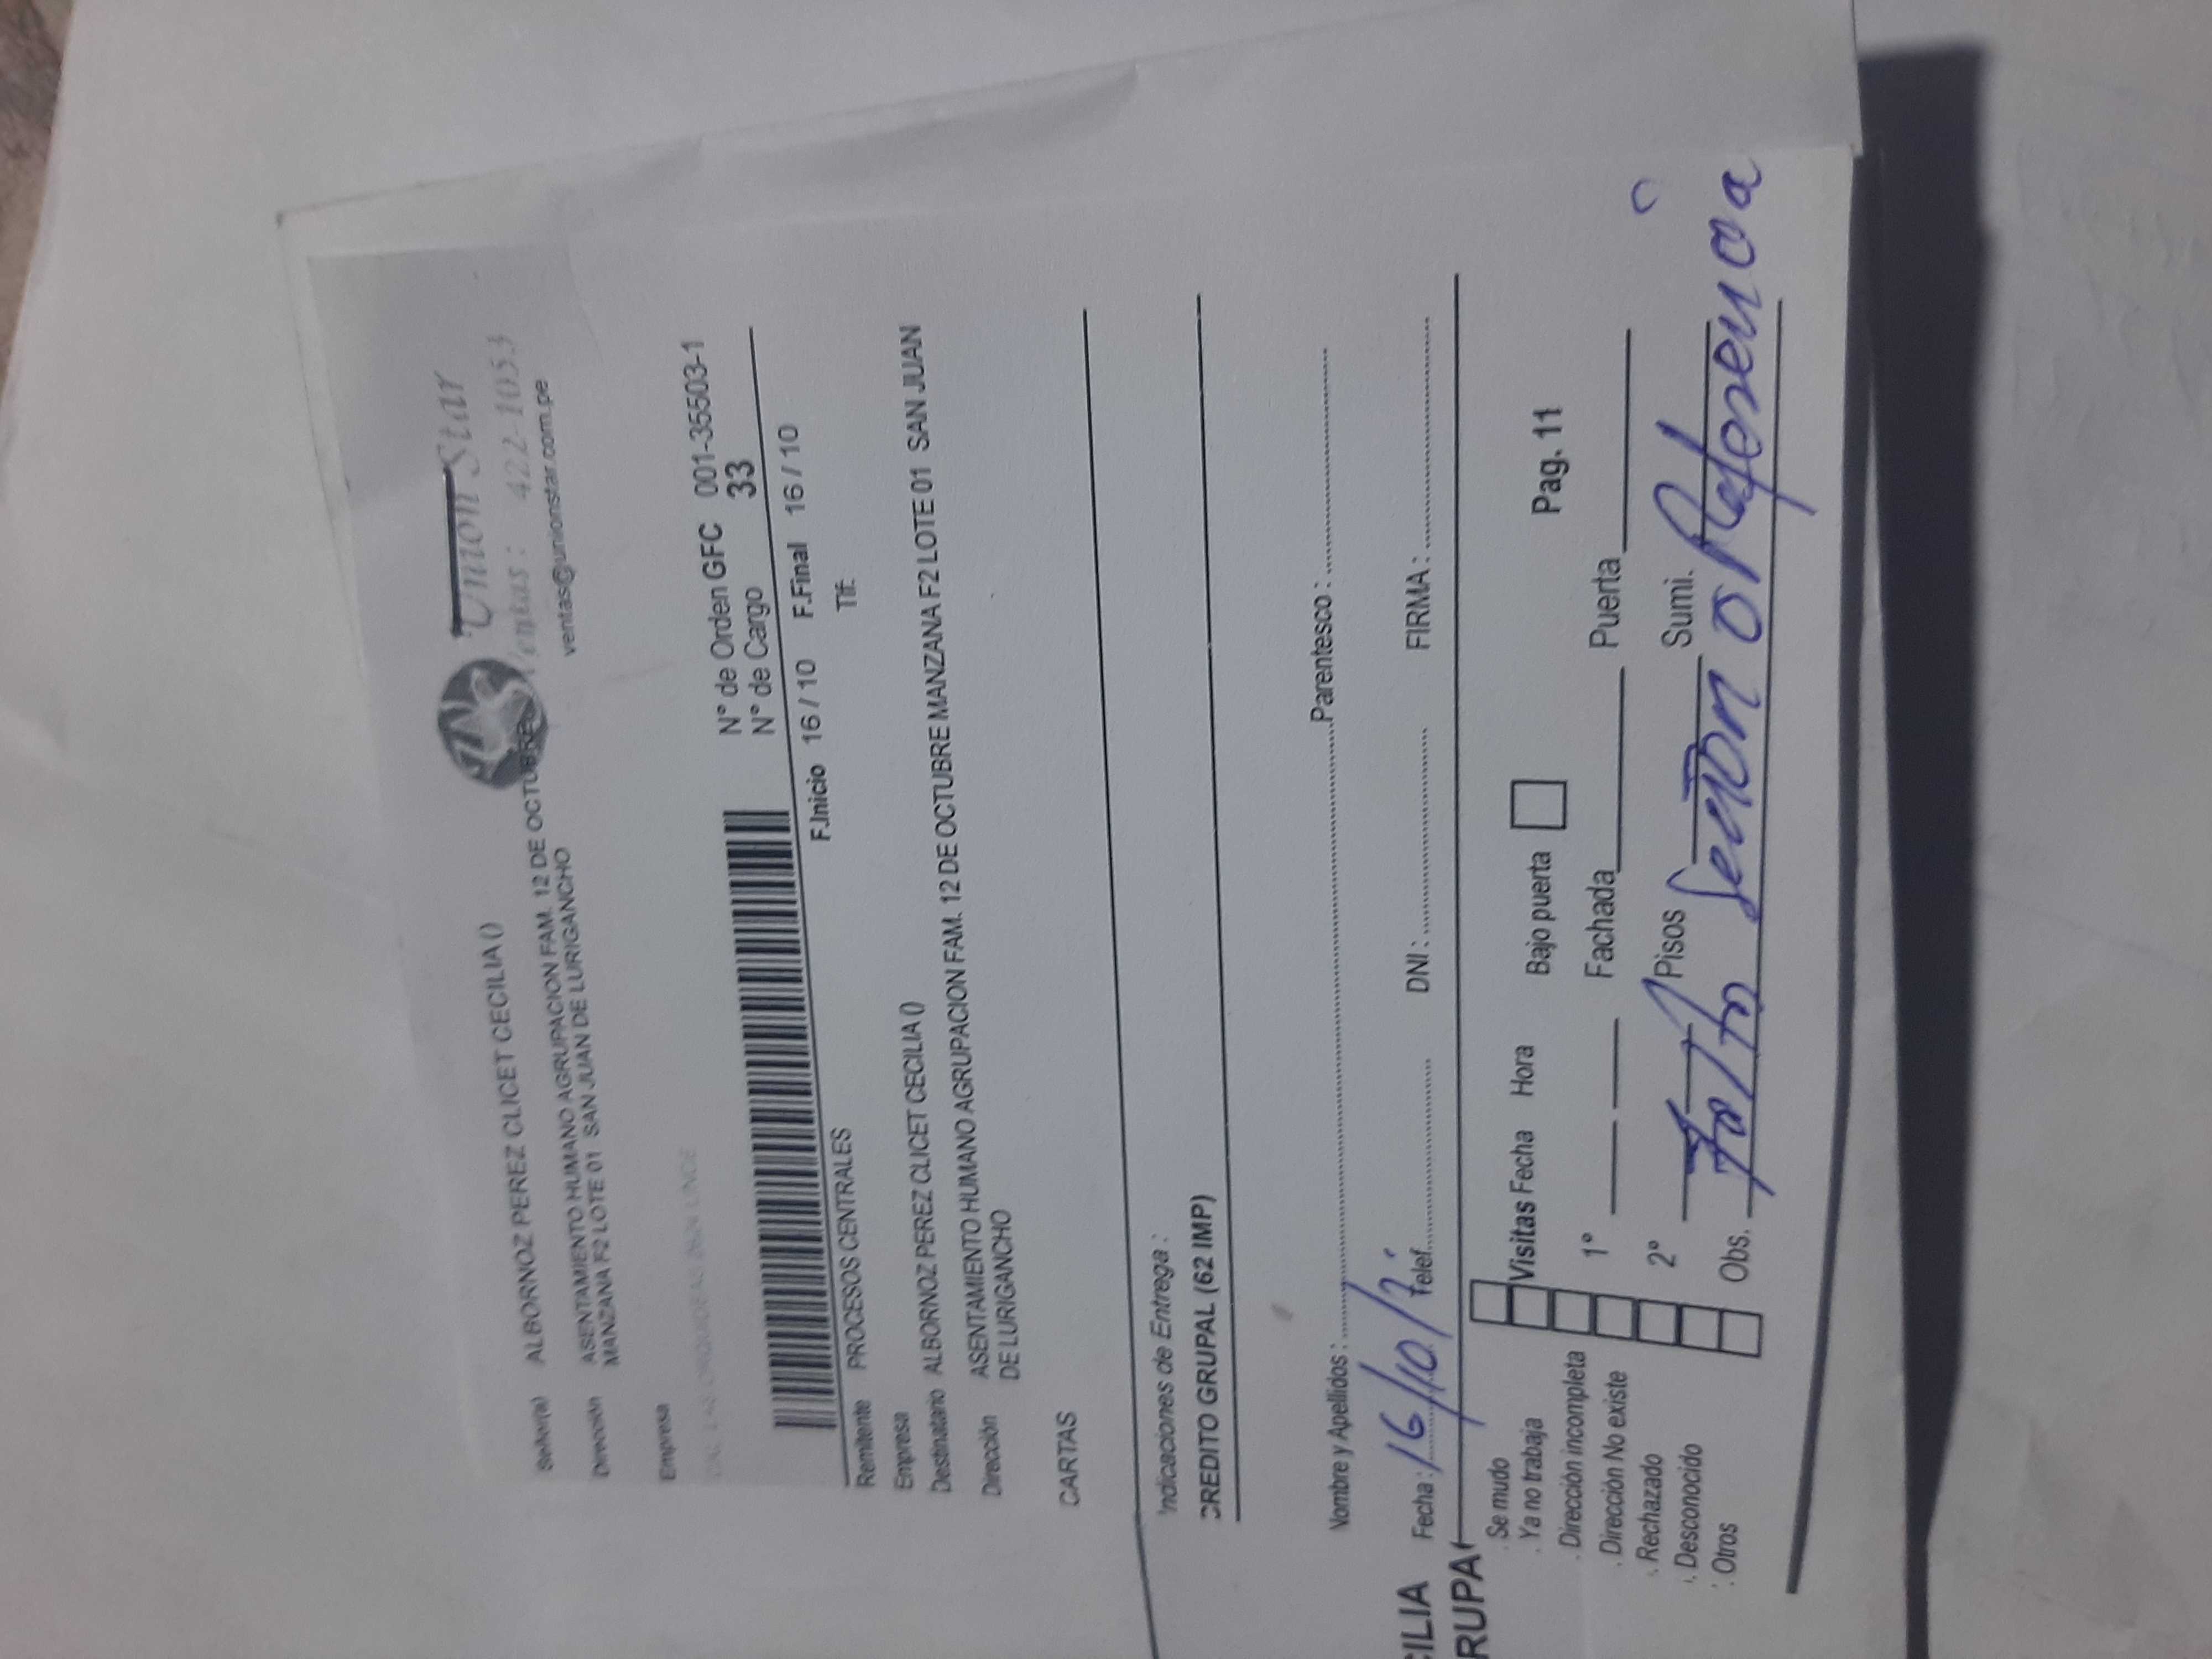 Union Star
Ventas : 422-1053
ventas@unionstar.com.pe
Señor(a) ALBORNOZ PEREZ CLICET CECILIA ()
Dirección ASENTAMIENTO HUMANO AGRUPACION FAM. 12 DE OCTUBRE
MANZANA F2 LOTE 01 SAN JUAN DE LURIGANCHO
Empresa
N° de Orden GFC 001-35503-1
N° de Cargo 33
F.Inicio 16 / 10 F.Final 16 / 10
Remitente PROCESOS CENTRALES Tlf.
Empresa
Destinatario ALBORNOZ PEREZ CLICET CECILIA ()
Dirección ASENTAMIENTO HUMANO AGRUPACION FAM. 12 DE OCTUBRE MANZANA F2 LOTE 01 SAN JUAN
DE LURIGANCHO
CARTAS
Indicaciones de Entrega :
CREDITO GRUPAL (62 IMP)
Nombre y Apellidos : Parentesco :
Fecha : 16/10/ Telef. DNI : FIRMA :
CILIA
RUPA
. Se mudo
. Ya no trabaja Visitas Fecha Hora Bajo puerta Pag. 11
. Dirección incompleta
. Dirección No existe 1° Fachada Puerta
. Rechazado
. Desconocido 2° Pisos Sumi.
. Otros Obs. Falta o Referencia